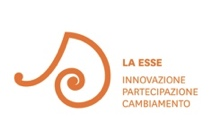 LA ESSE
INNOVAZIONE
PARTECIPAZIONE
CAMBIAMENTO